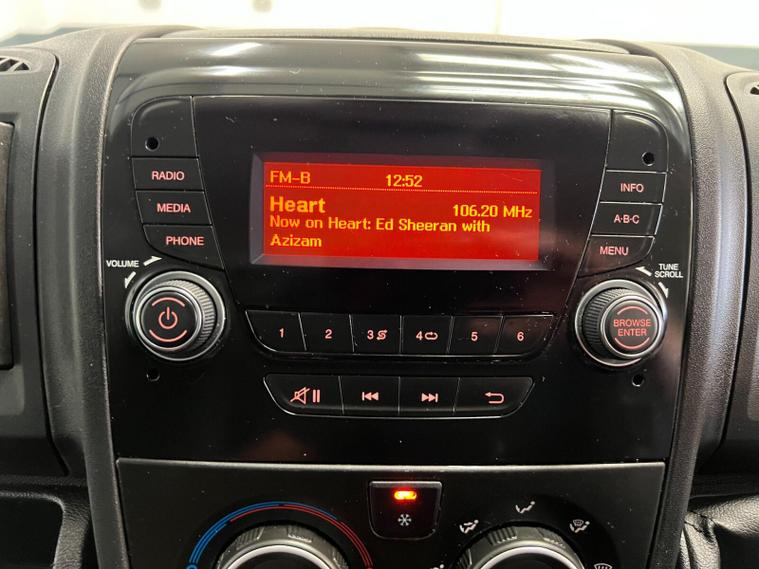 FM-B 12:52
Heart 106.20 MHz
Now on Heart: Ed Sheeran with
Azizam
RADIO
MEDIA
PHONE
VOLUME
INFO
A-B-C
MENU
TUNE
SCROLL
BROWSE
ENTER
1 2 3 4 5 6